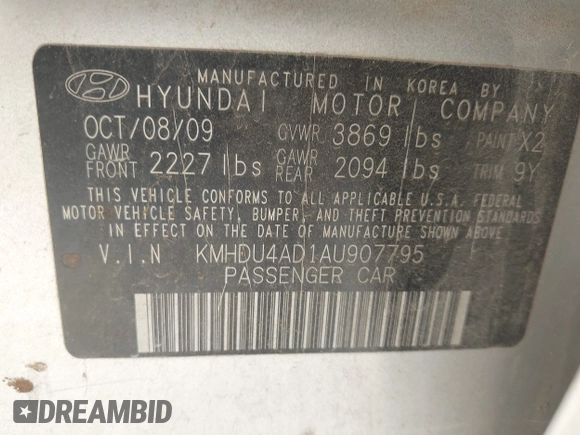 MANUFACTURED IN KOREA BY
HYUNDAI MOTOR COMPANY
OCT/08/09 GVWR 3869 lbs PAINT X2
GAWR FRONT 2227 lbs GAWR REAR 2094 lbs TRIM 9Y
THIS VEHICLE CONFORMS TO ALL APPLICABLE U.S.A. FEDERAL
MOTOR VEHICLE SAFETY, BUMPER, AND THEFT PREVENTION STANDARDS
IN EFFECT ON THE DATE OF MANUFACTURE SHOWN ABOVE.
V.I.N KMHDU4AD1AU907795
PASSENGER CAR
DREAMBID